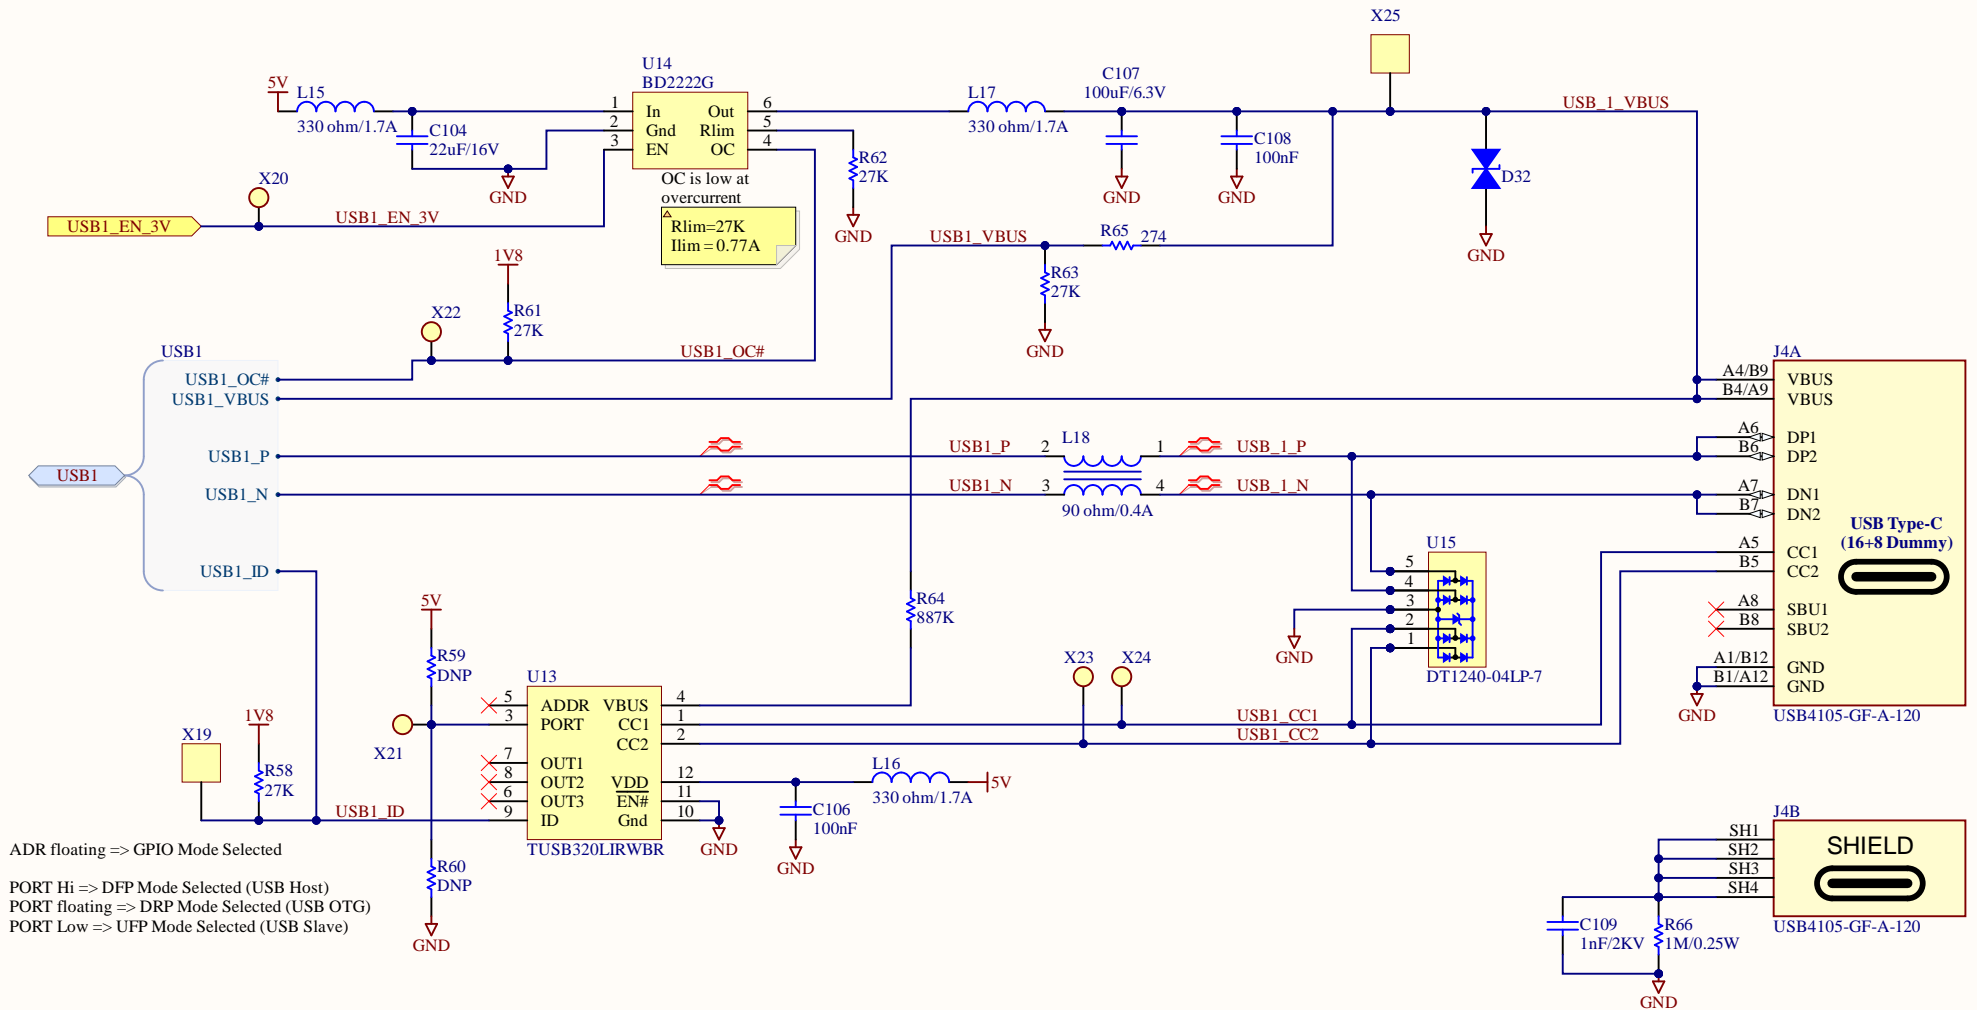 X25
U14
BD2222G
5V
L15
330 ohm/1.7A
C104
22uF/16V
GND
1 In
2 Gnd
3 EN
Out 6
Rlim 5
OC 4
OC is low at
overcurrent
Rlim=27K
Ilim = 0.77A
R62
27K
GND
L17
330 ohm/1.7A
C107
100uF/6.3V
GND
C108
100nF
GND
USB_1_VBUS
D32
GND
X20
USB1_EN_3V
USB1_EN_3V
USB1_VBUS
R65 274
R63
27K
GND
1V8
R61
27K
X22
USB1_OC#
USB1
USB1_OC#
USB1_VBUS
USB1_P
USB1_N
USB1_ID
USB1
USB1_P
2 L18 1
USB_1_P
USB1_N
3 4
90 ohm/0.4A
USB_1_N
J4A
A4/B9 VBUS
B4/A9 VBUS
A6 DP1
B6 DP2
A7 DN1
B7 DN2
A5 CC1
B5 CC2
A8 SBU1
B8 SBU2
A1/B12 GND
B1/A12 GND
USB Type-C
(16+8 Dummy)
USB4105-GF-A-120
GND
U15
5
4
3
2
1
DT1240-04LP-7
GND
R64
887K
5V
R59
DNP
X21
R60
DNP
GND
U13
5 ADDR
3 PORT
7 OUT1
8 OUT2
6 OUT3
9 ID
VBUS 4
CC1 1
CC2 2
VDD 12
EN# 11
Gnd 10
TUSB320LIRWBR
GND
X23
X24
USB1_CC1
USB1_CC2
L16
330 ohm/1.7A
5V
C106
100nF
GND
X19
1V8
R58
27K
USB1_ID
ADR floating => GPIO Mode Selected
PORT Hi => DFP Mode Selected (USB Host)
PORT floating => DRP Mode Selected (USB OTG)
PORT Low => UFP Mode Selected (USB Slave)
J4B
SH1
SH2
SH3
SH4
SHIELD
USB4105-GF-A-120
C109
1nF/2KV
R66
1M/0.25W
GND